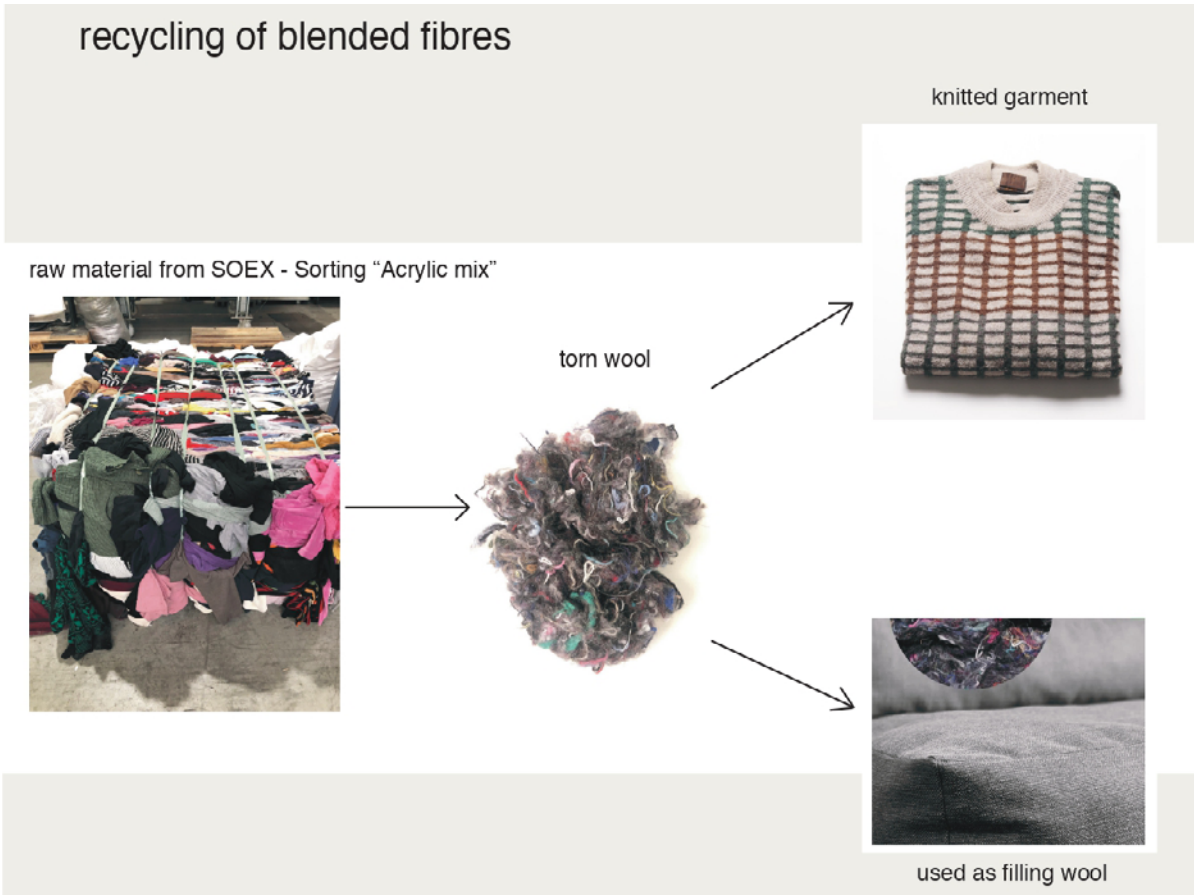 recycling of blended fibres
knitted garment
raw material from SOEX - Sorting “Acrylic mix”
torn wool
used as filling wool